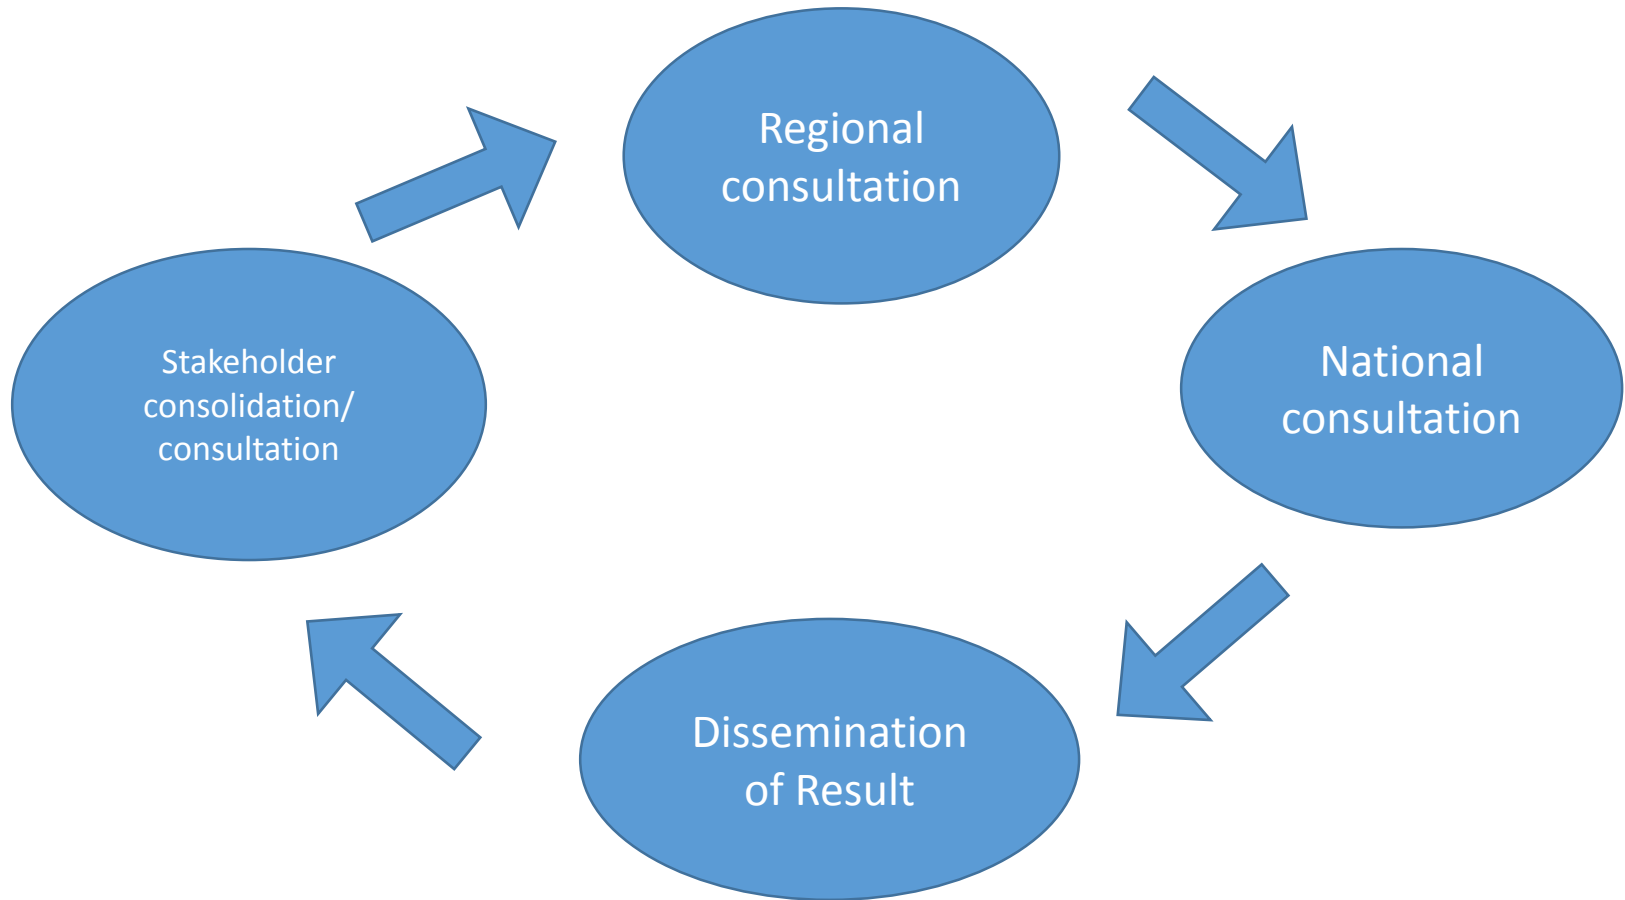 Regional
consultation
National
consultation
Stakeholder
consolidation/
consultation
Dissemination
of Result